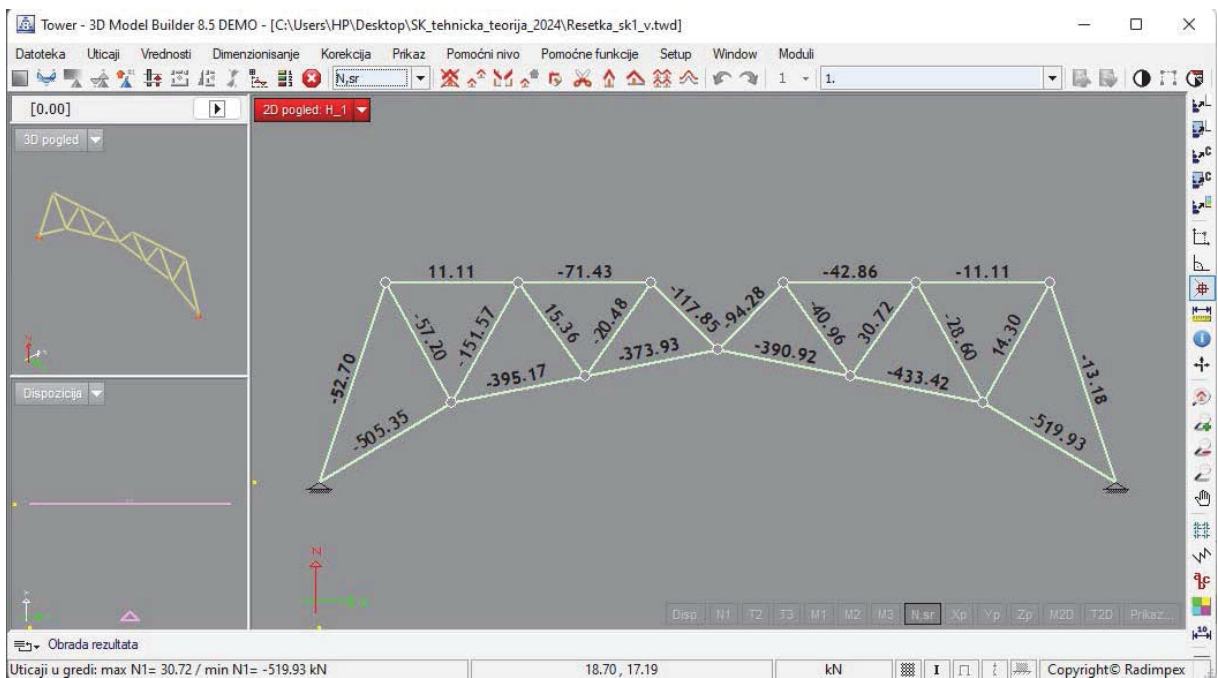 Tower - 3D Model Builder 8.5 DEMO - [C:\Users\HP\Desktop\SK_tehnicka_teorija_2024\Resetka_sk1_v.twd]
Datoteka Uticaji Vrednosti Dimenzionisanje Korekcija Prikaz Pomoćni nivo Pomoćne funkcije Setup Window Moduli
N,sr 1 - 1.
[0.00]
2D pogled: H_1
3D pogled
11.11 -71.43 -42.86 -11.11
-52.70 -57.20 -151.57 15.36 -20.48 -117.85 -94.28 -40.96 30.72 -28.60 14.30 -13.18
-505.35 -395.17 -373.93 -390.92 -433.42 -519.93
Dispozicija
Disp. N1 T2 T3 M1 M2 M3 N,sr Xp Yp Zp M2D T2D Prikaz...
Obrada rezultata
Uticaji u gredi: max N1= 30.72 / min N1= -519.93 kN
18.70 , 17.19
kN
I
Copyright© Radimpex